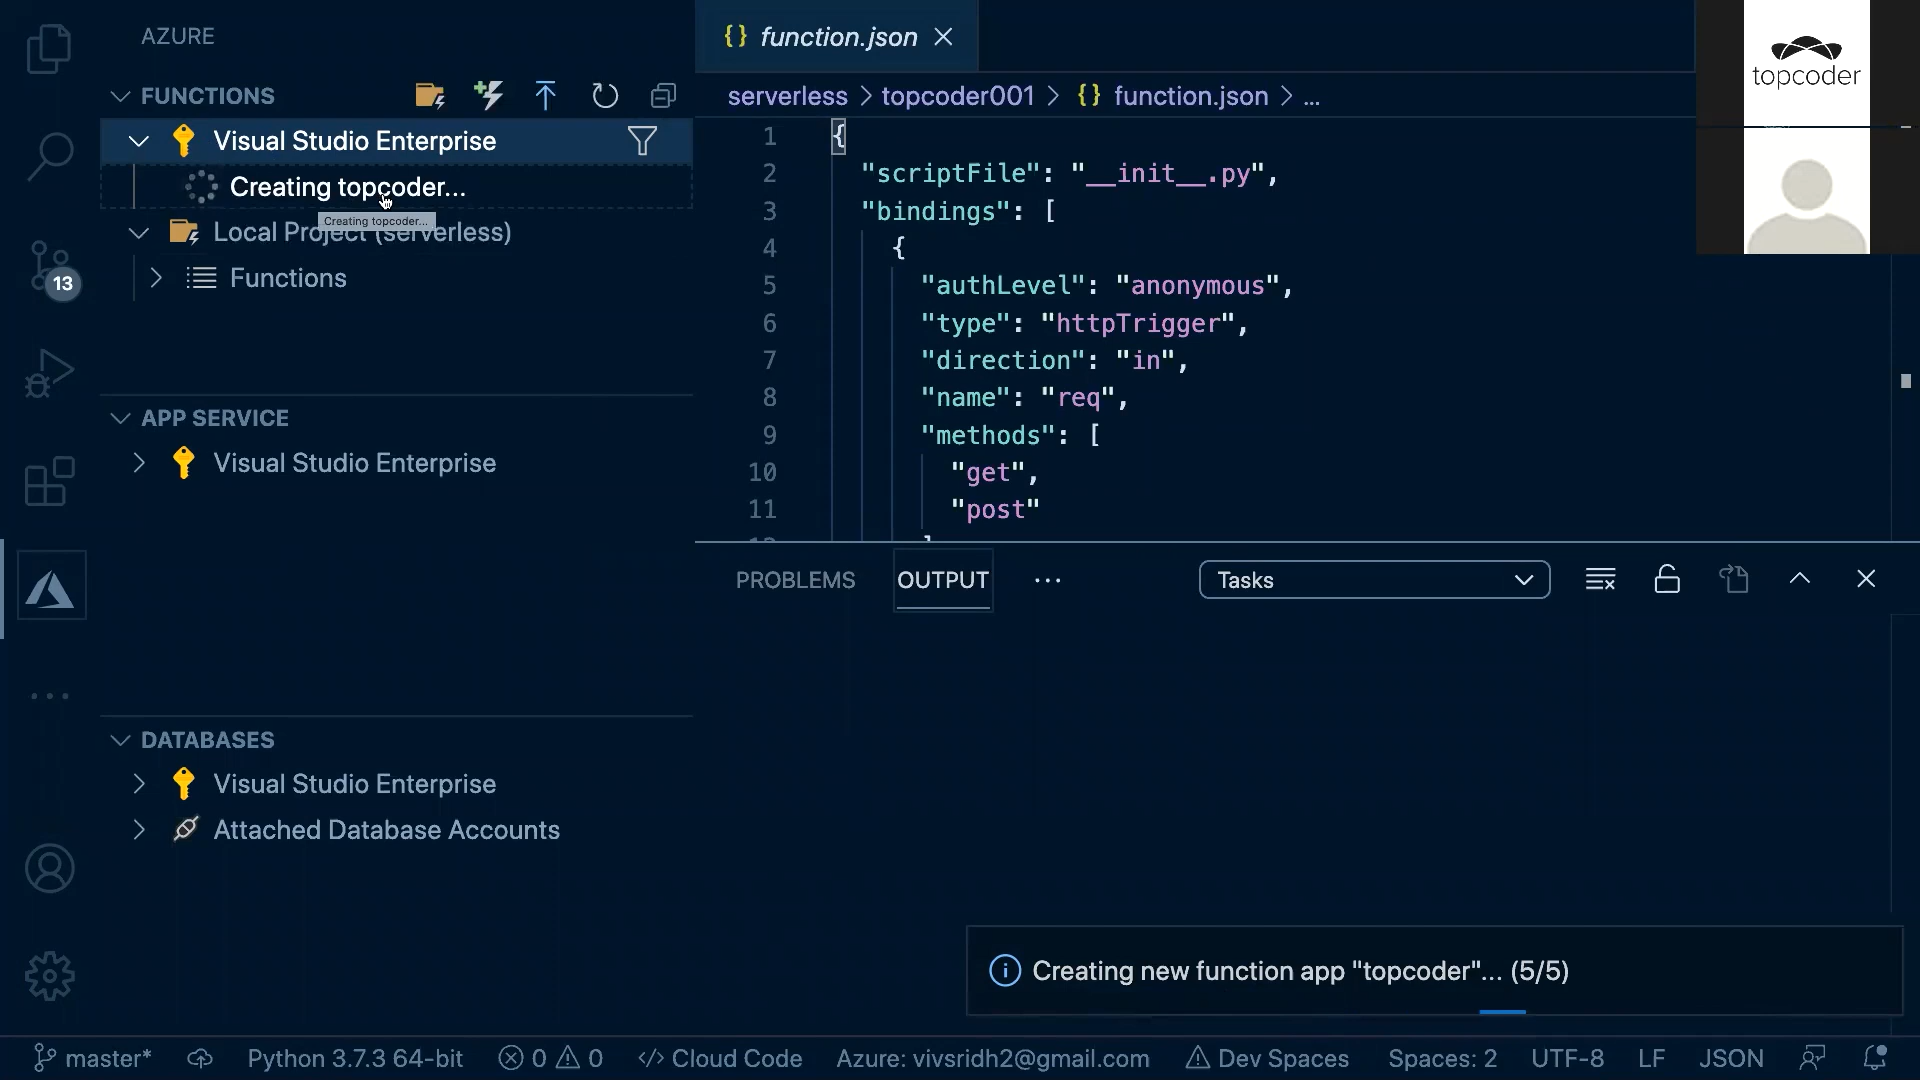 AZURE
FUNCTIONS
Visual Studio Enterprise
Creating topcoder...
Creating topcoder...
Local Project (serverless)
Functions
13
APP SERVICE
Visual Studio Enterprise
DATABASES
Visual Studio Enterprise
Attached Database Accounts
{} function.json
serverless > topcoder001 > {} function.json > ...
1 {
2 "scriptFile": "__init__.py",
3 "bindings": [
4 {
5 "authLevel": "anonymous",
6 "type": "httpTrigger",
7 "direction": "in",
8 "name": "req",
9 "methods": [
10 "get",
11 "post"
topcoder
PROBLEMS OUTPUT ... Tasks
Creating new function app "topcoder"... (5/5)
master* Python 3.7.3 64-bit 0 0 Cloud Code Azure: vivsridh2@gmail.com Dev Spaces Spaces: 2 UTF-8 LF JSON